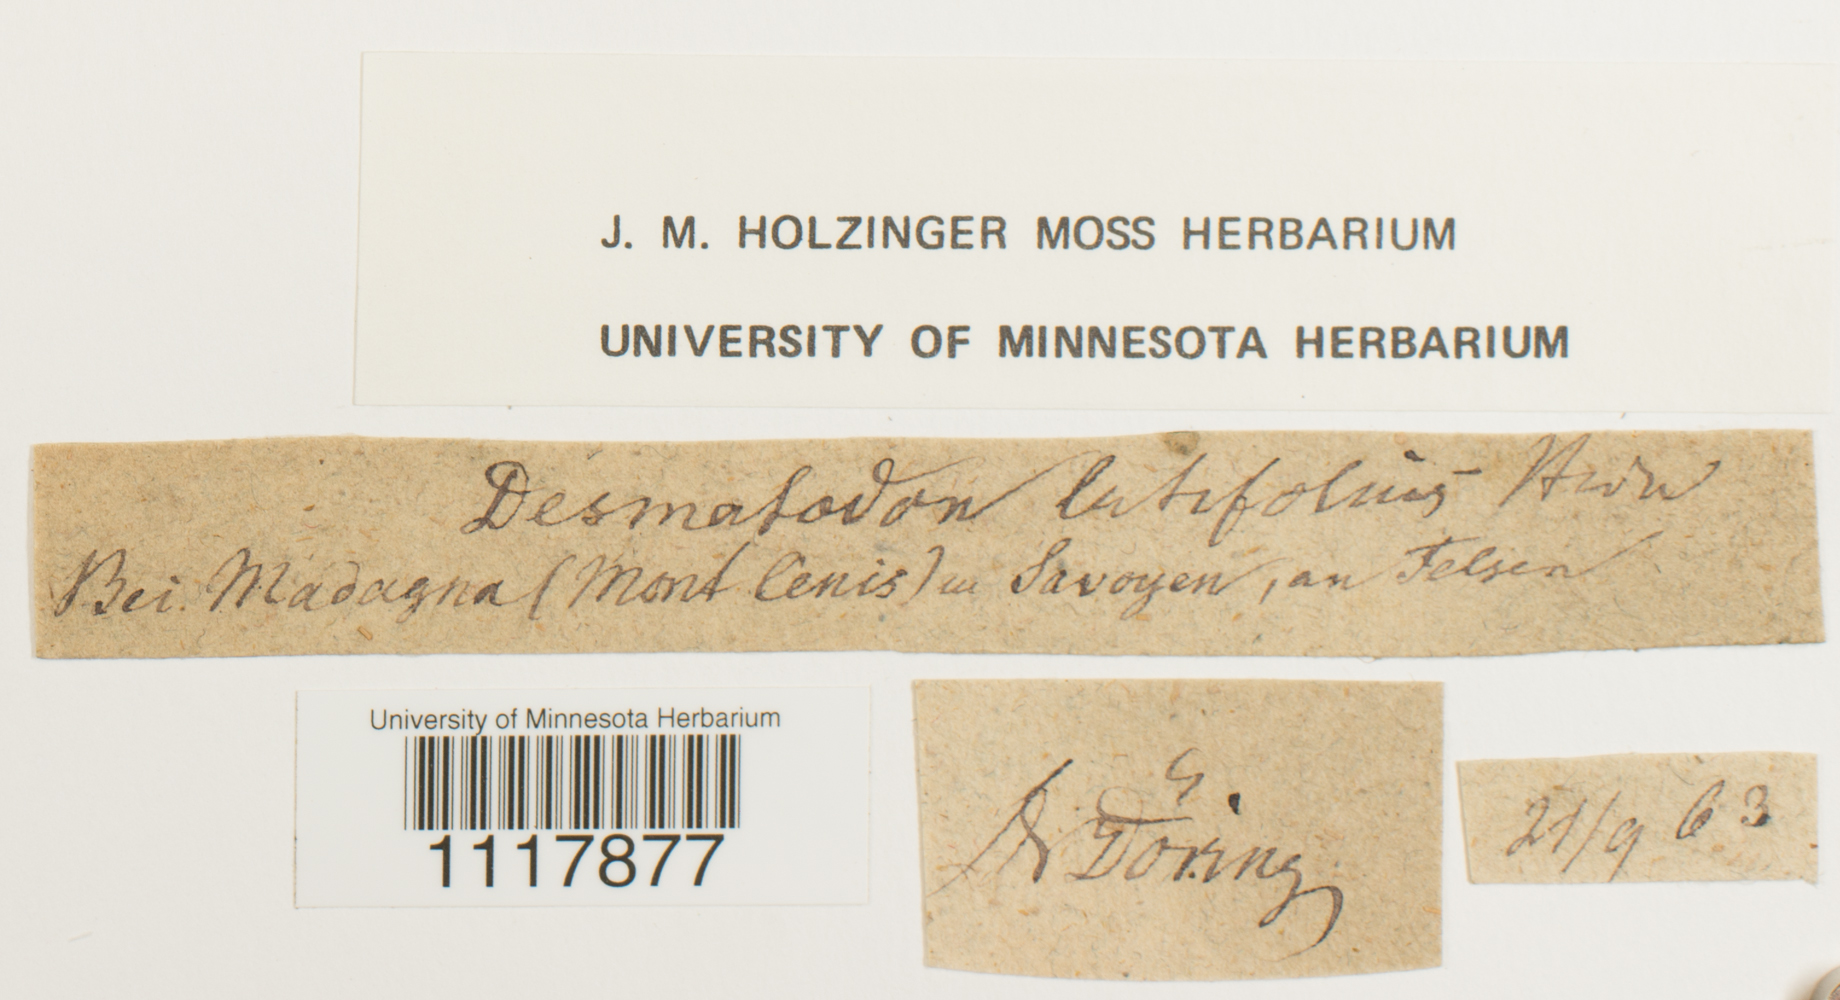 J. M. HOLZINGER MOSS HERBARIUM
UNIVERSITY OF MINNESOTA HERBARIUM
Desmatodon latifolius
Bei Madagna (Mont Cenis) in Savoyen, an Felsen
University of Minnesota Herbarium
1117877
A Döring
21/9 63